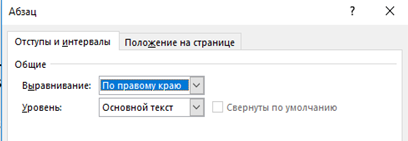 Абзац ? ×
Отступы и интервалы Положение на странице
Общие
Выравнивание: По правому краю
Уровень: Основной текст Свернуты по умолчанию